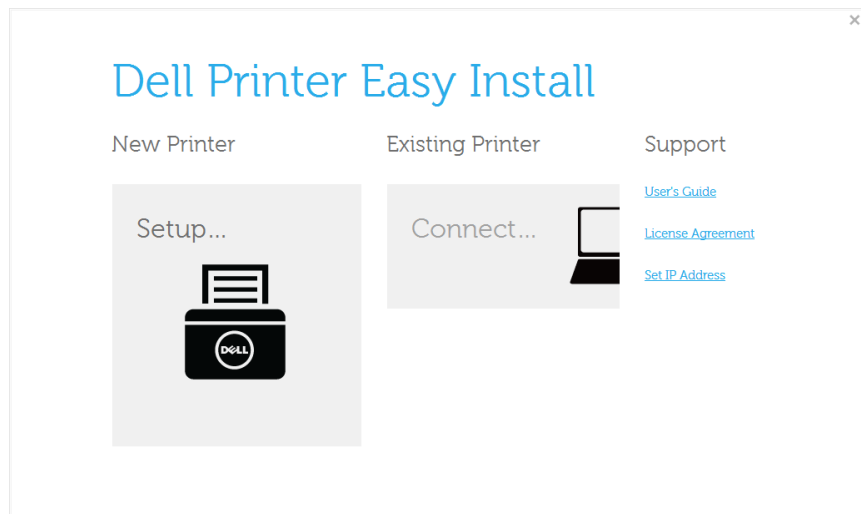 Dell Printer Easy Install
New Printer
Setup...
DELL
Existing Printer
Connect...
Support
User's Guide
License Agreement
Set IP Address